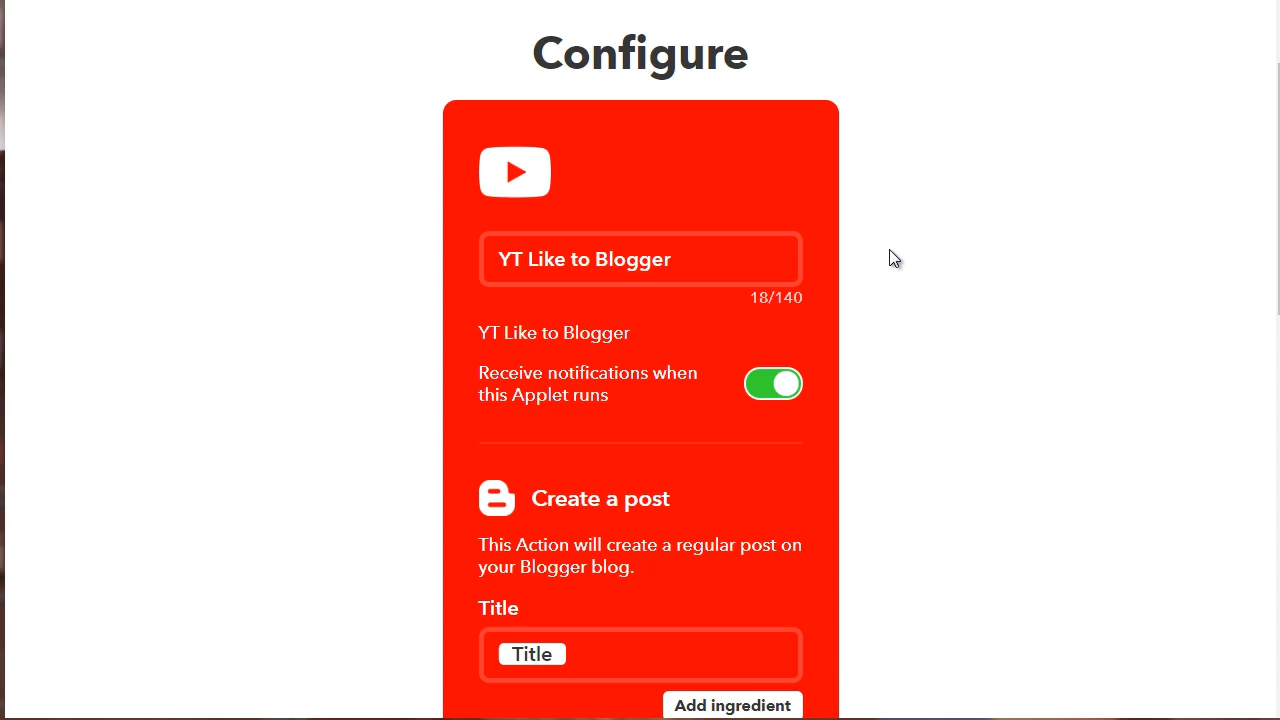 Configure
YT Like to Blogger
18/140
YT Like to Blogger
Receive notifications when
this Applet runs
Create a post
This Action will create a regular post on
your Blogger blog.
Title
Title
Add ingredient